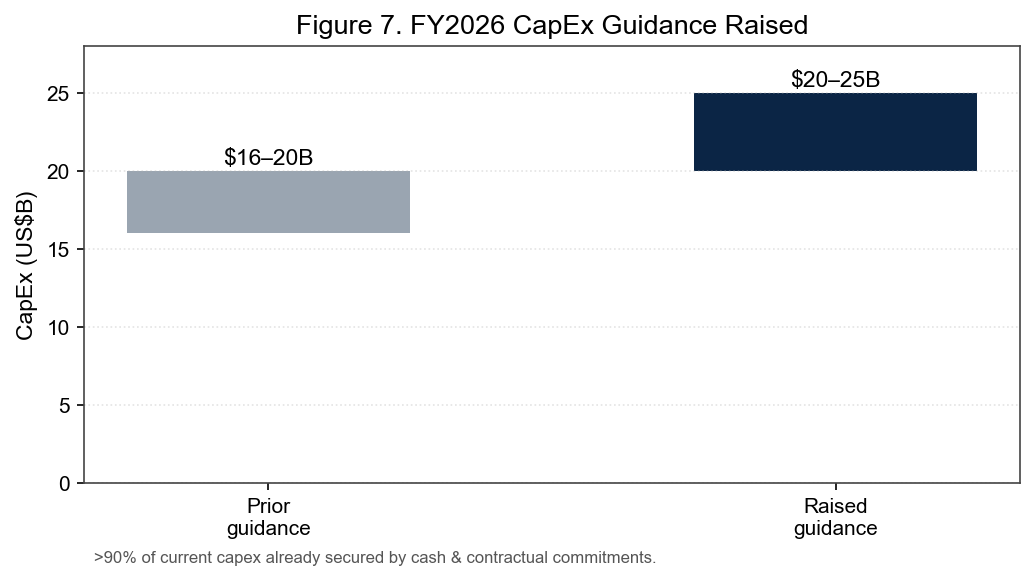 Figure 7. FY2026 CapEx Guidance Raised
CapEx (US$B)
25
20
15
10
5
0
$16–20B
$20–25B
Prior
guidance
Raised
guidance
>90% of current capex already secured by cash & contractual commitments.